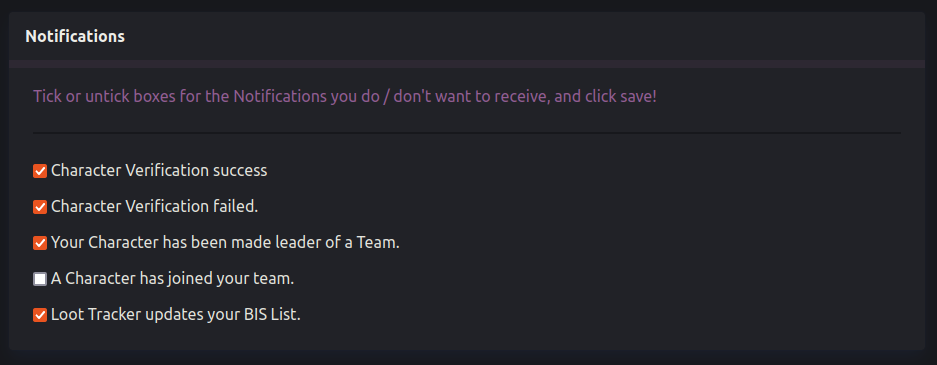 Notifications
Tick or untick boxes for the Notifications you do / don't want to receive, and click save!
Character Verification success
Character Verification failed.
Your Character has been made leader of a Team.
A Character has joined your team.
Loot Tracker updates your BIS List.